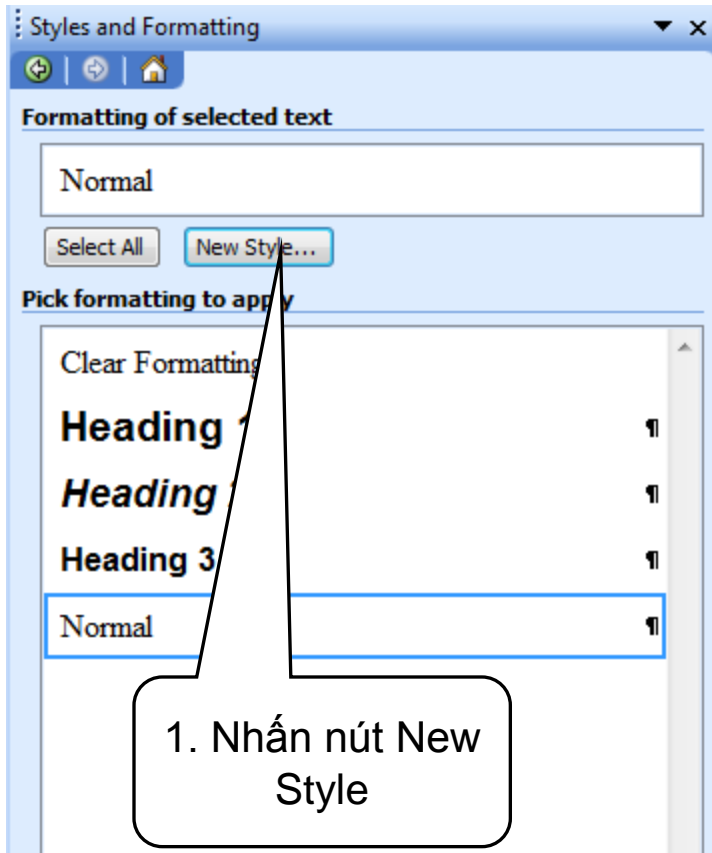 Styles and Formatting
Formatting of selected text
Normal
Select All New Style...
Pick formatting to apply
Clear Formatting
Heading 1 ¶
Heading ¶
Heading 3 ¶
Normal ¶
1. Nhấn nút New
Style